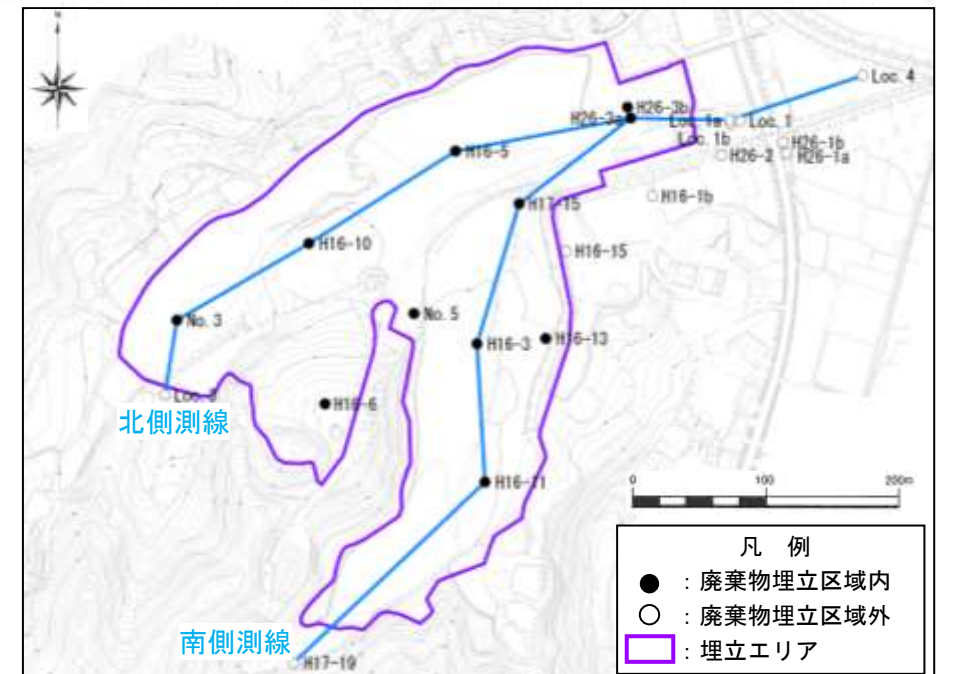 Loc. 4
H26-3b
H26-3a
Loc. 1a
Loc. 1
Loc. 1b
H26-1b
H26-2
H26-1a
H16-5
H16-1b
H17-15
H16-10
H16-15
No. 5
No. 3
H16-3
H16-13
H16-6
北側測線
H16-11
0
100
200m
凡 例
● : 廃棄物埋立区域内
○ : 廃棄物埋立区域外
: 埋立エリア
南側測線
H17-19